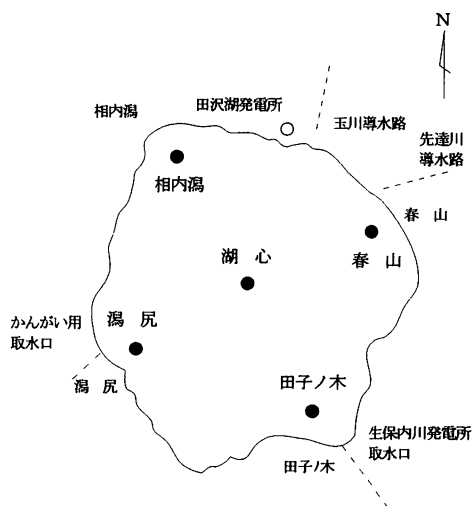 N
田沢湖発電所
相内潟
玉川導水路
先達川
導水路
相内潟
春 山
湖 心
春 山
かんがい用
取水口
潟 尻
潟 尻
田子ノ木
生保内川発電所
取水口
田子ノ木